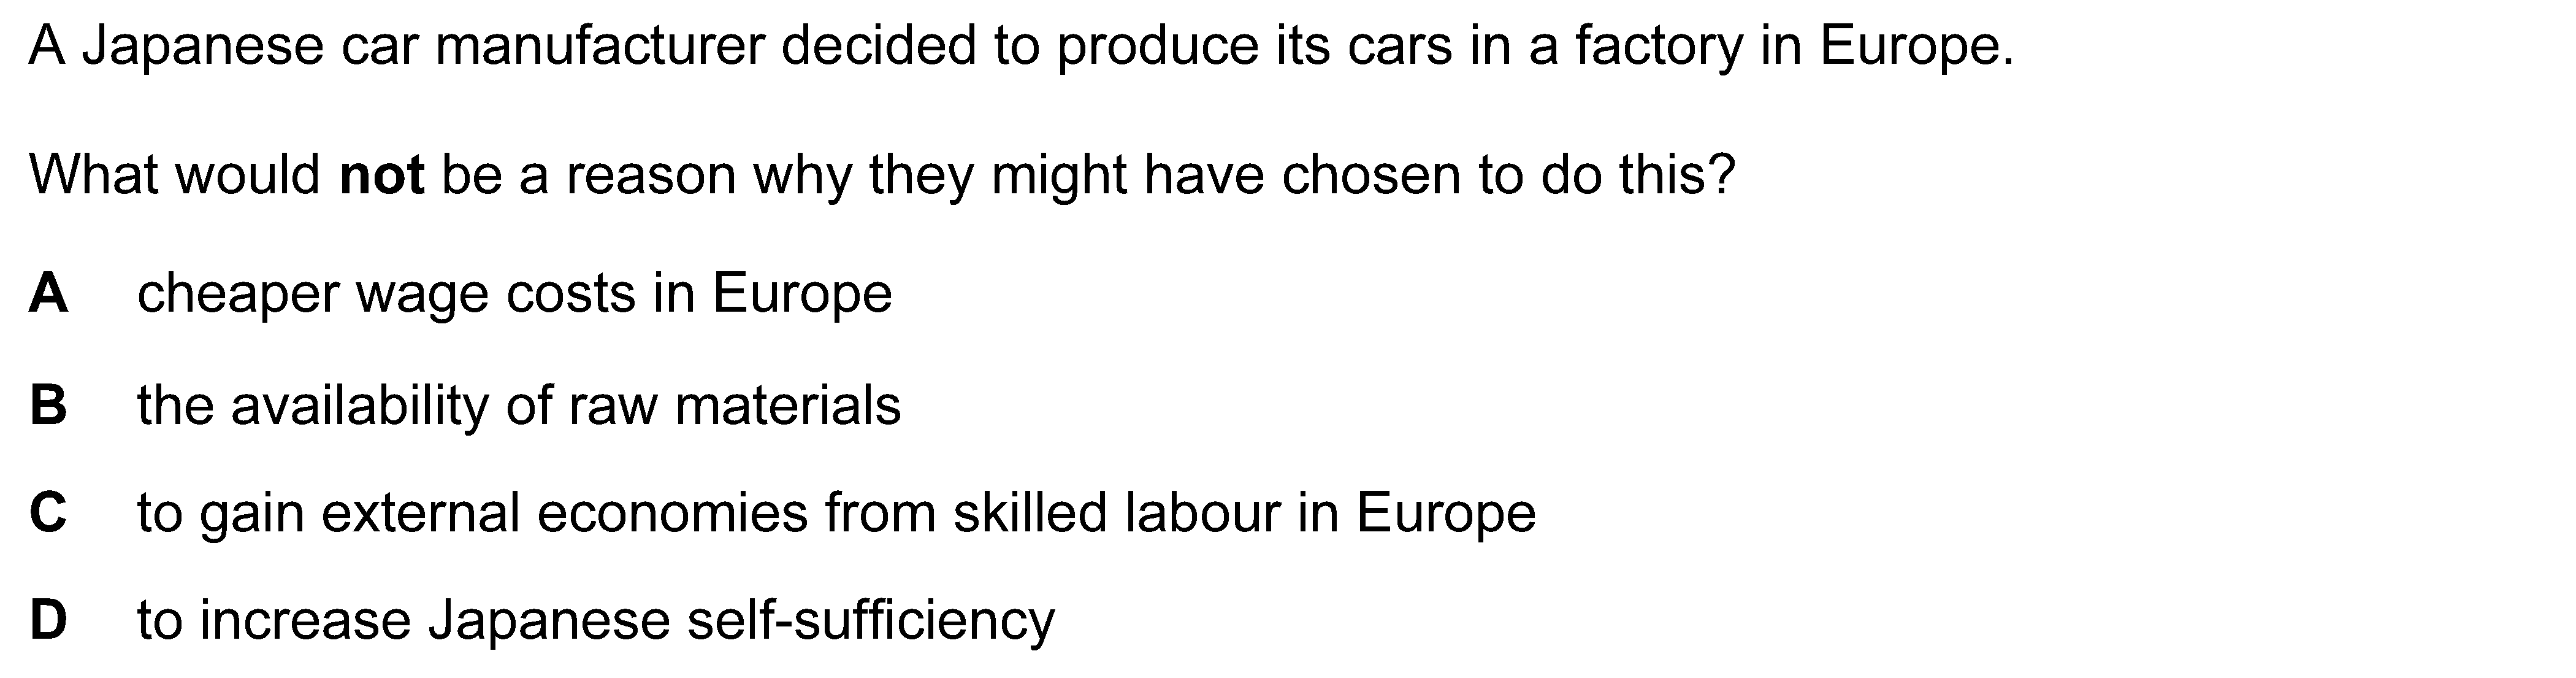 A Japanese car manufacturer decided to produce its cars in a factory in Europe.
What would not be a reason why they might have chosen to do this?
A cheaper wage costs in Europe
B the availability of raw materials
C to gain external economies from skilled labour in Europe
D to increase Japanese self-sufficiency